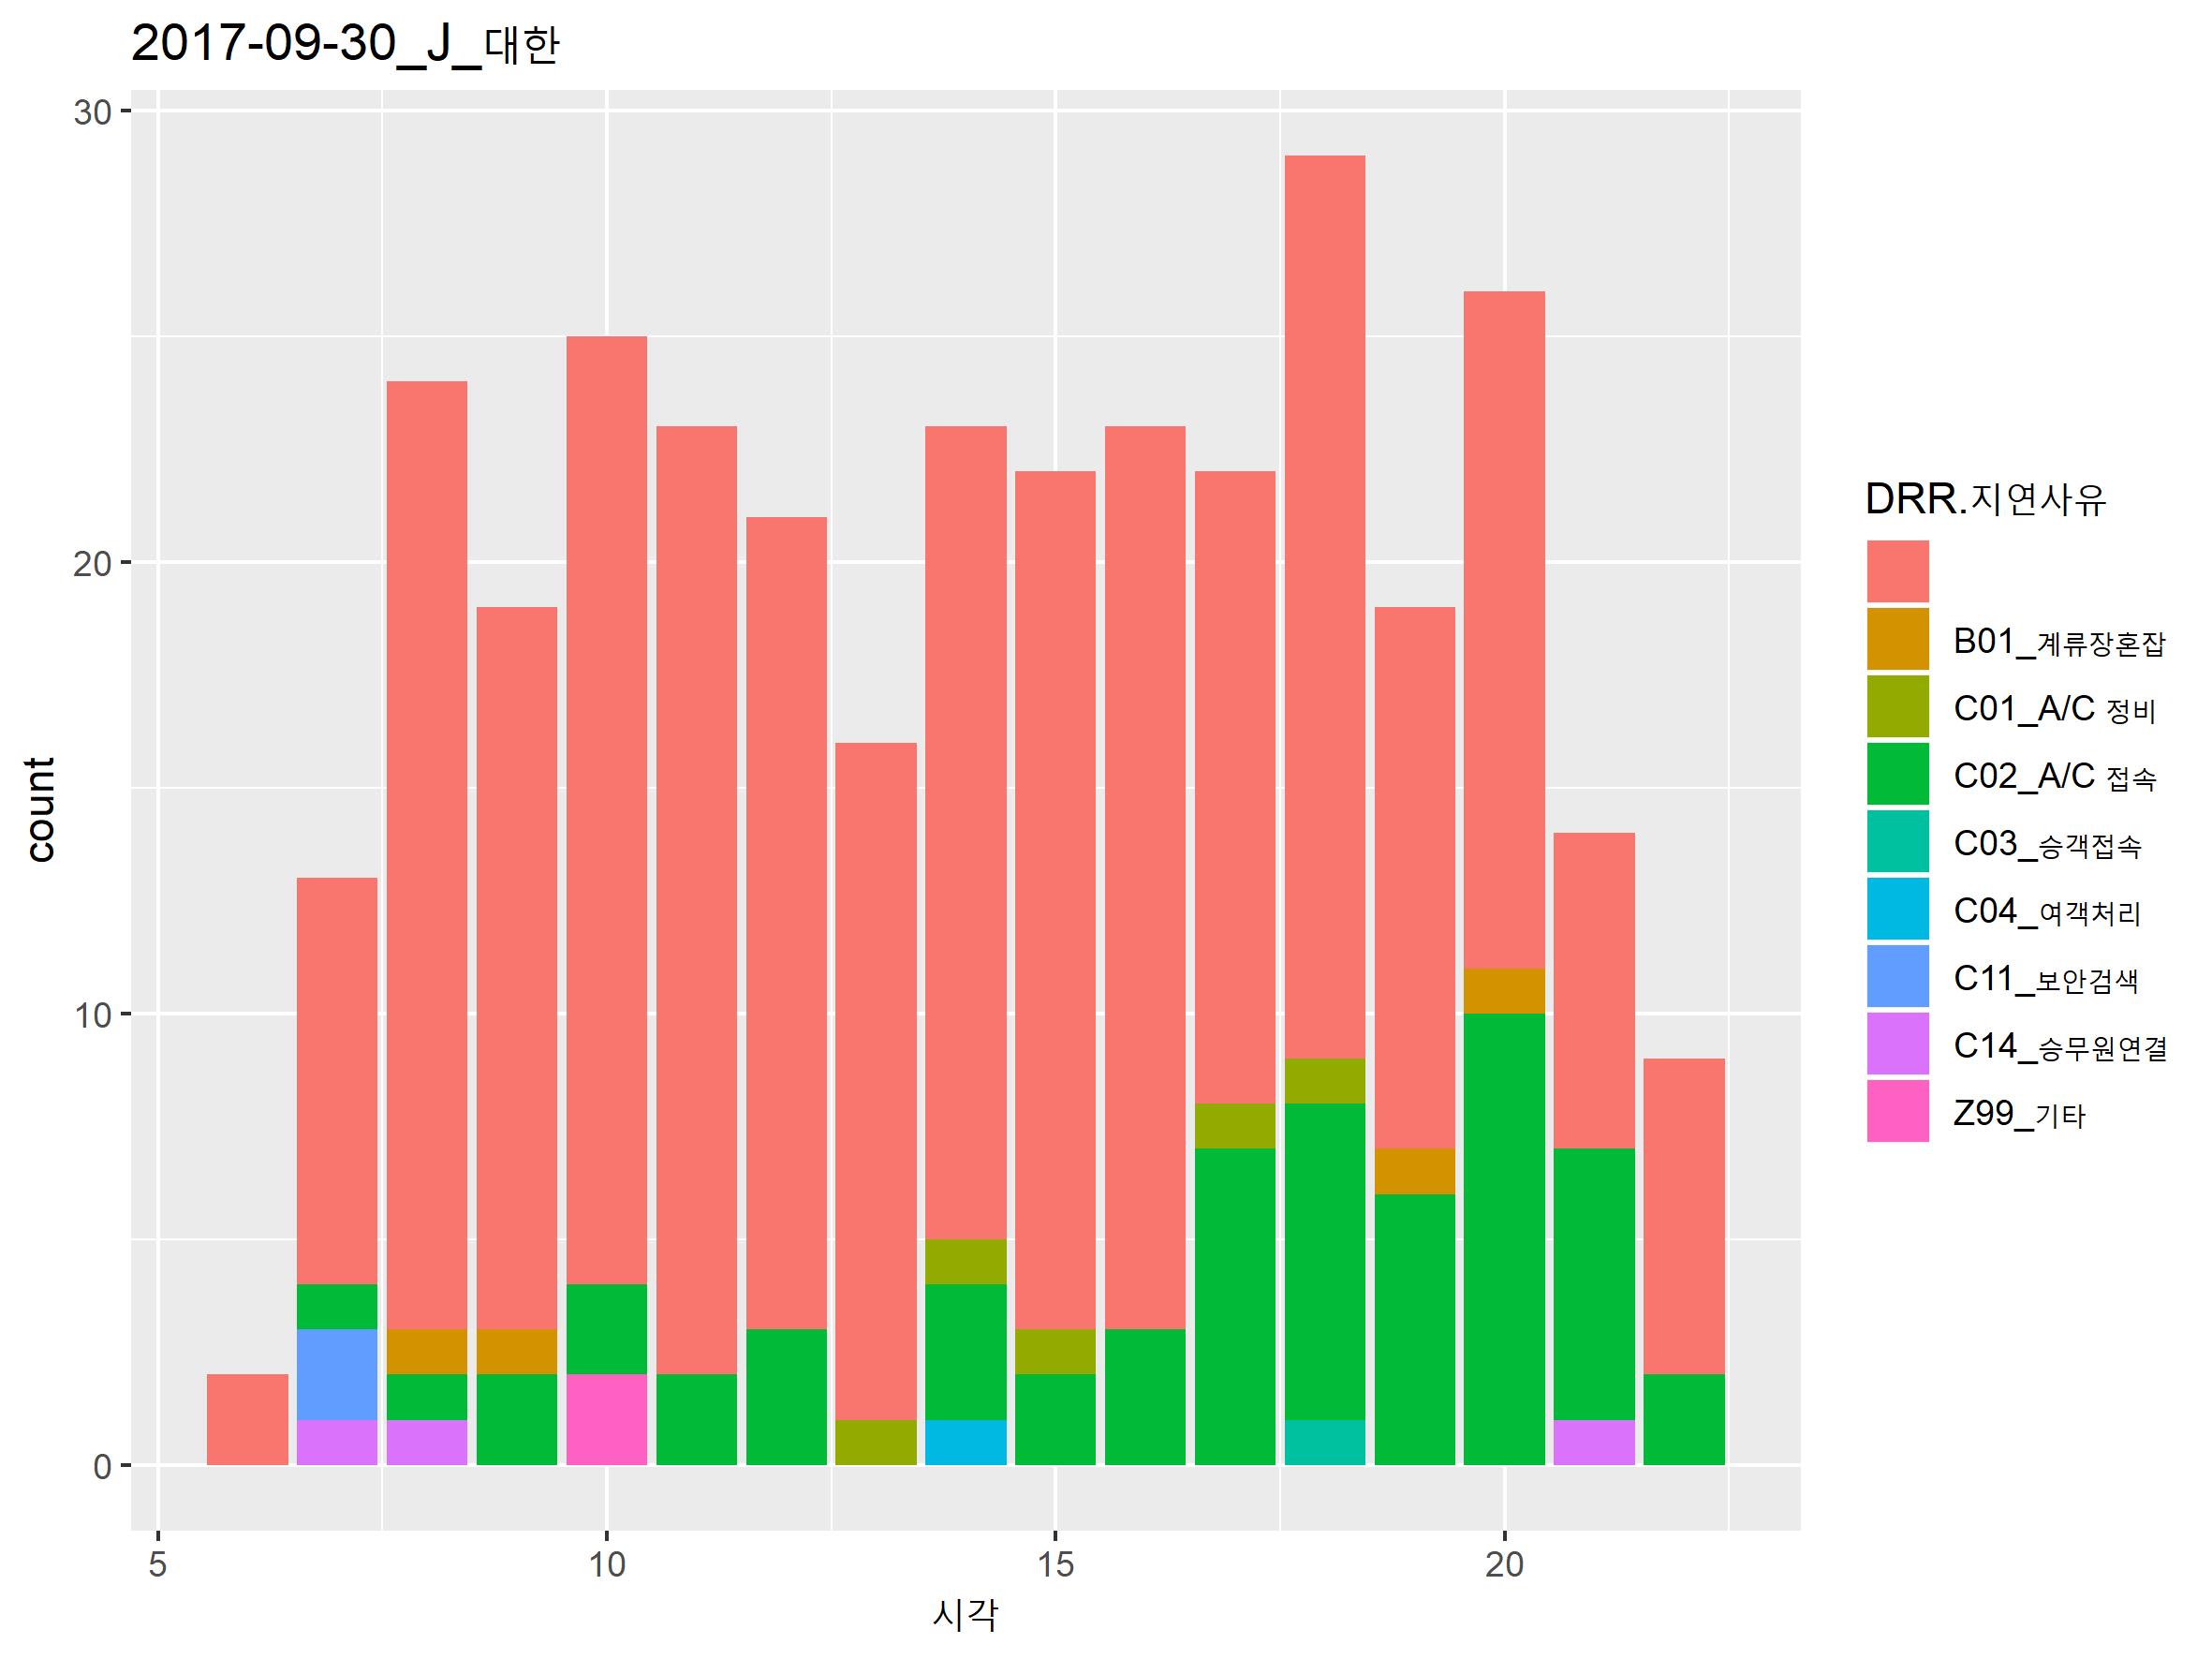 2017-09-30_J_대한
30
20
10
0
count
5
10
15
20
시각
DRR.지연사유
B01_계류장혼잡
C01_A/C 정비
C02_A/C 접속
C03_승객접속
C04_여객처리
C11_보안검색
C14_승무원연결
Z99_기타